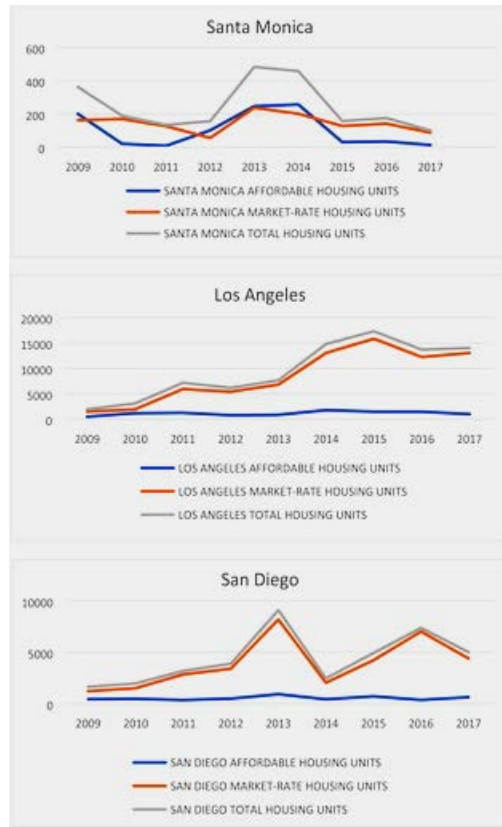 Santa Monica
600
400
200
0
2009 2010 2011 2012 2013 2014 2015 2016 2017
SANTA MONICA AFFORDABLE HOUSING UNITS
SANTA MONICA MARKET-RATE HOUSING UNITS
SANTA MONICA TOTAL HOUSING UNITS
Los Angeles
20000
15000
10000
5000
0
2009 2010 2011 2012 2013 2014 2015 2016 2017
LOS ANGELES AFFORDABLE HOUSING UNITS
LOS ANGELES MARKET-RATE HOUSING UNITS
LOS ANGELES TOTAL HOUSING UNITS
San Diego
10000
5000
0
2009 2010 2011 2012 2013 2014 2015 2016 2017
SAN DIEGO AFFORDABLE HOUSING UNITS
SAN DIEGO MARKET-RATE HOUSING UNITS
SAN DIEGO TOTAL HOUSING UNITS